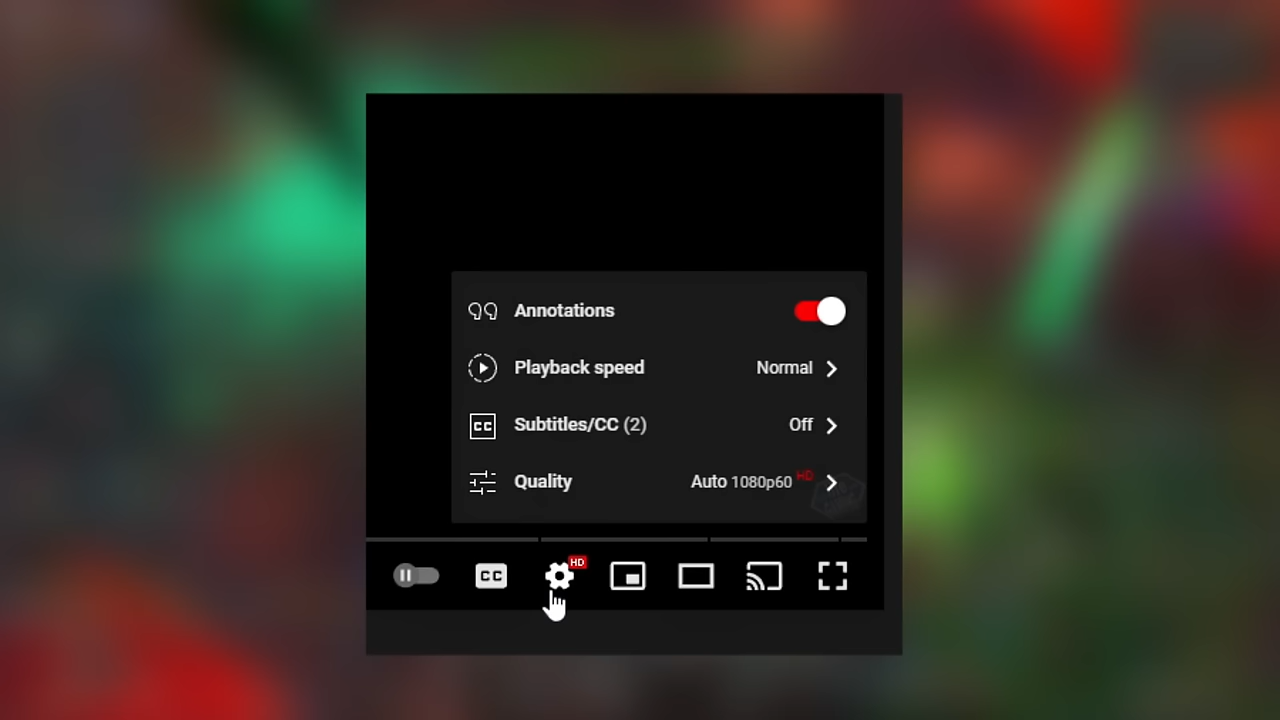 Annotations
Playback speed Normal
Subtitles/CC (2) Off
Quality Auto 1080p60 HD
CC HD